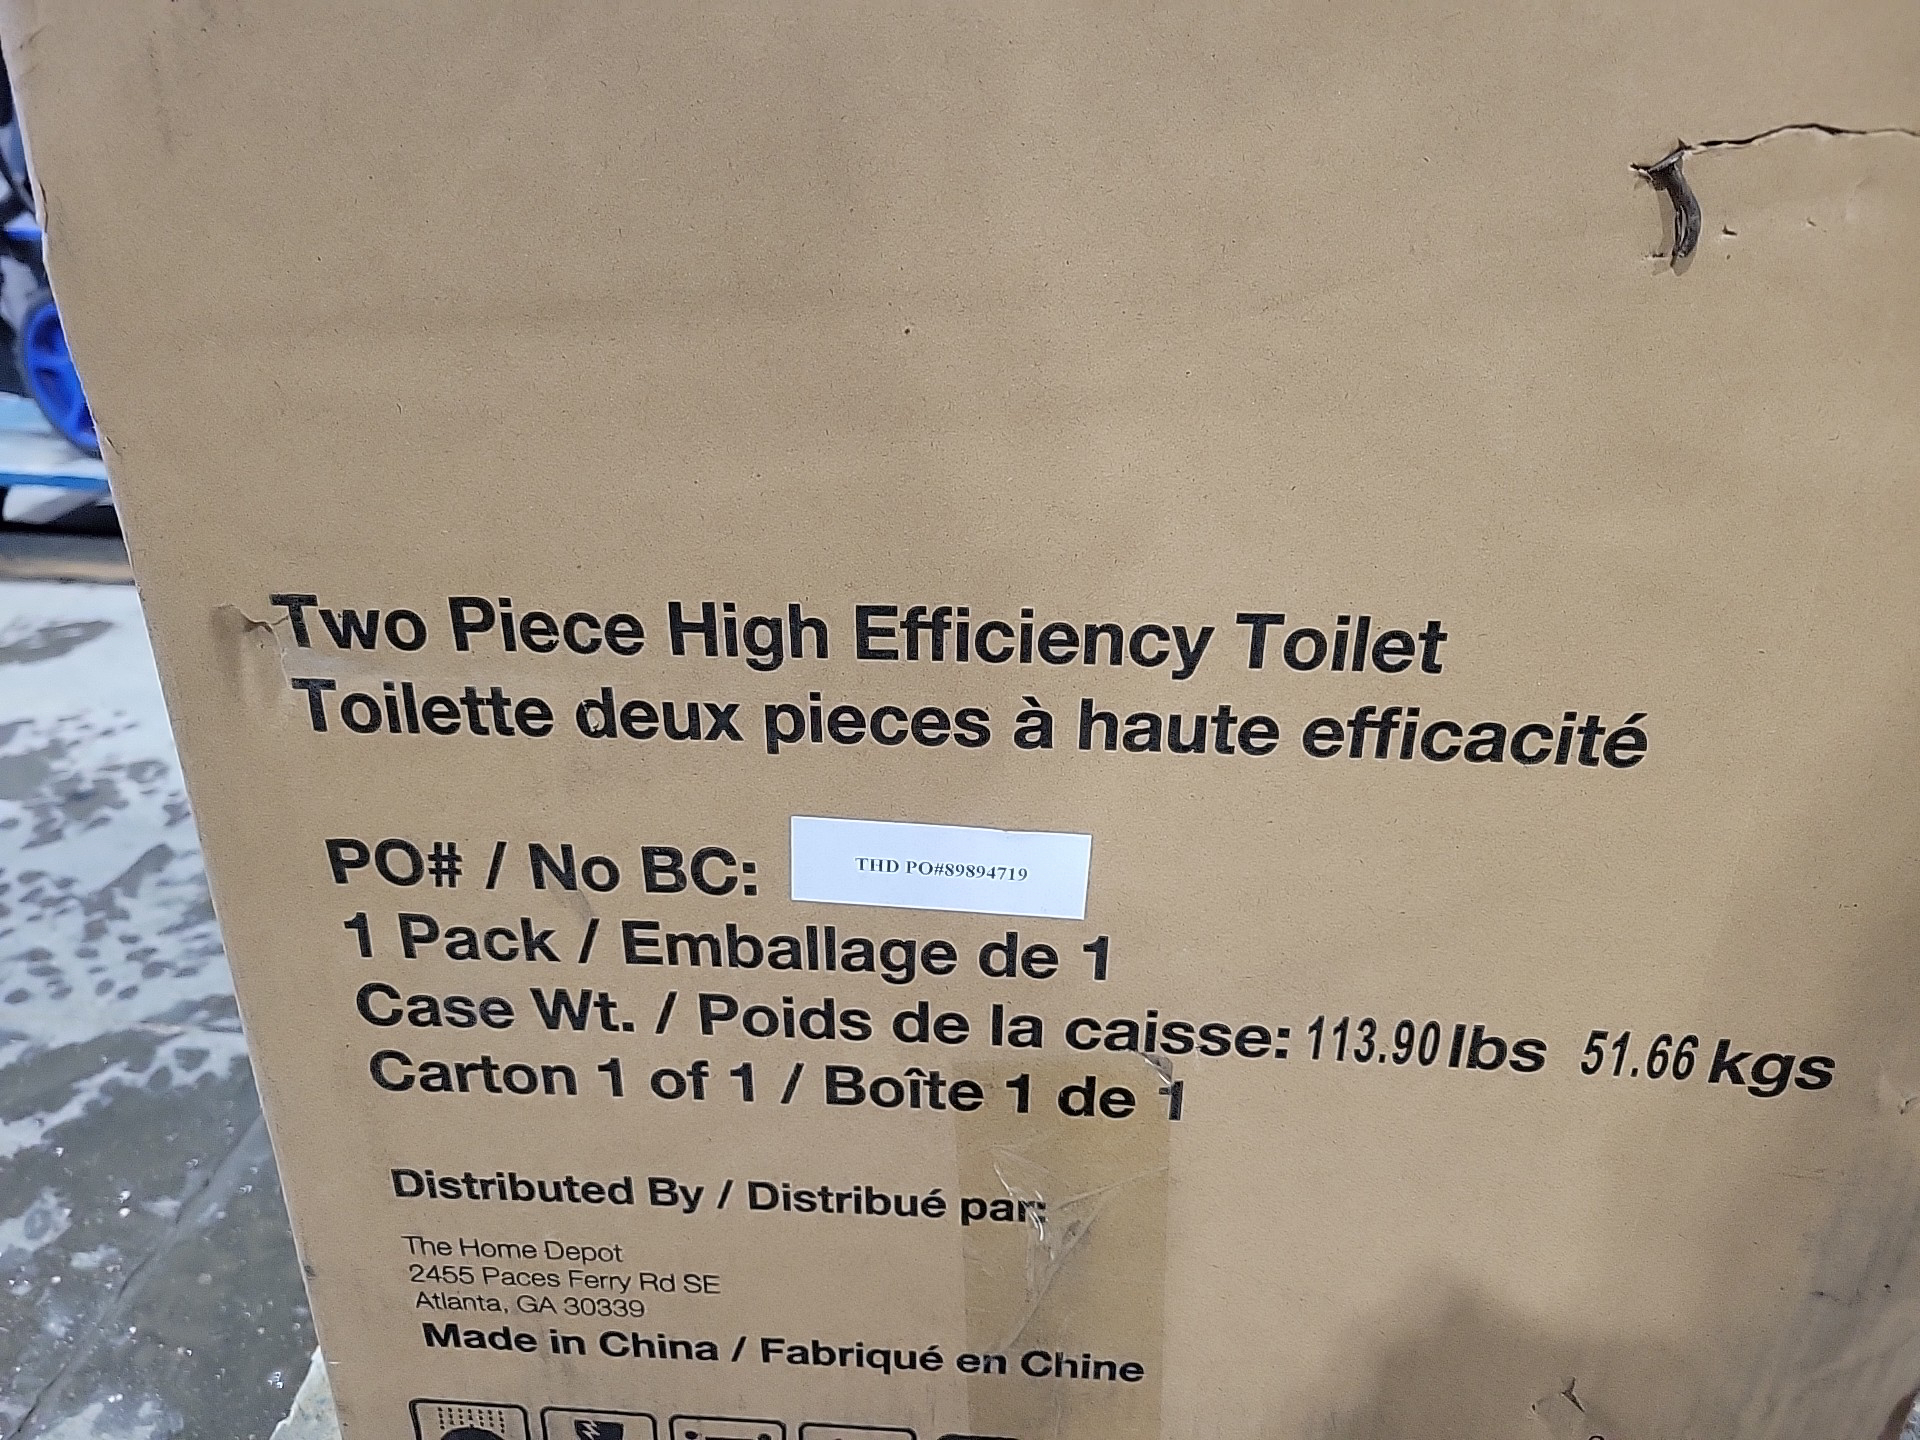 Two Piece High Efficiency Toilet
Toilette deux pieces à haute efficacité
PO# / No BC: THD PO#89894719
1 Pack / Emballage de 1
Case Wt. / Poids de la caisse: 113.90 lbs 51.66 kgs
Carton 1 of 1 / Boîte 1 de 1
Distributed By / Distribué par:
The Home Depot
2455 Paces Ferry Rd SE
Atlanta, GA 30339
Made in China / Fabriqué en Chine